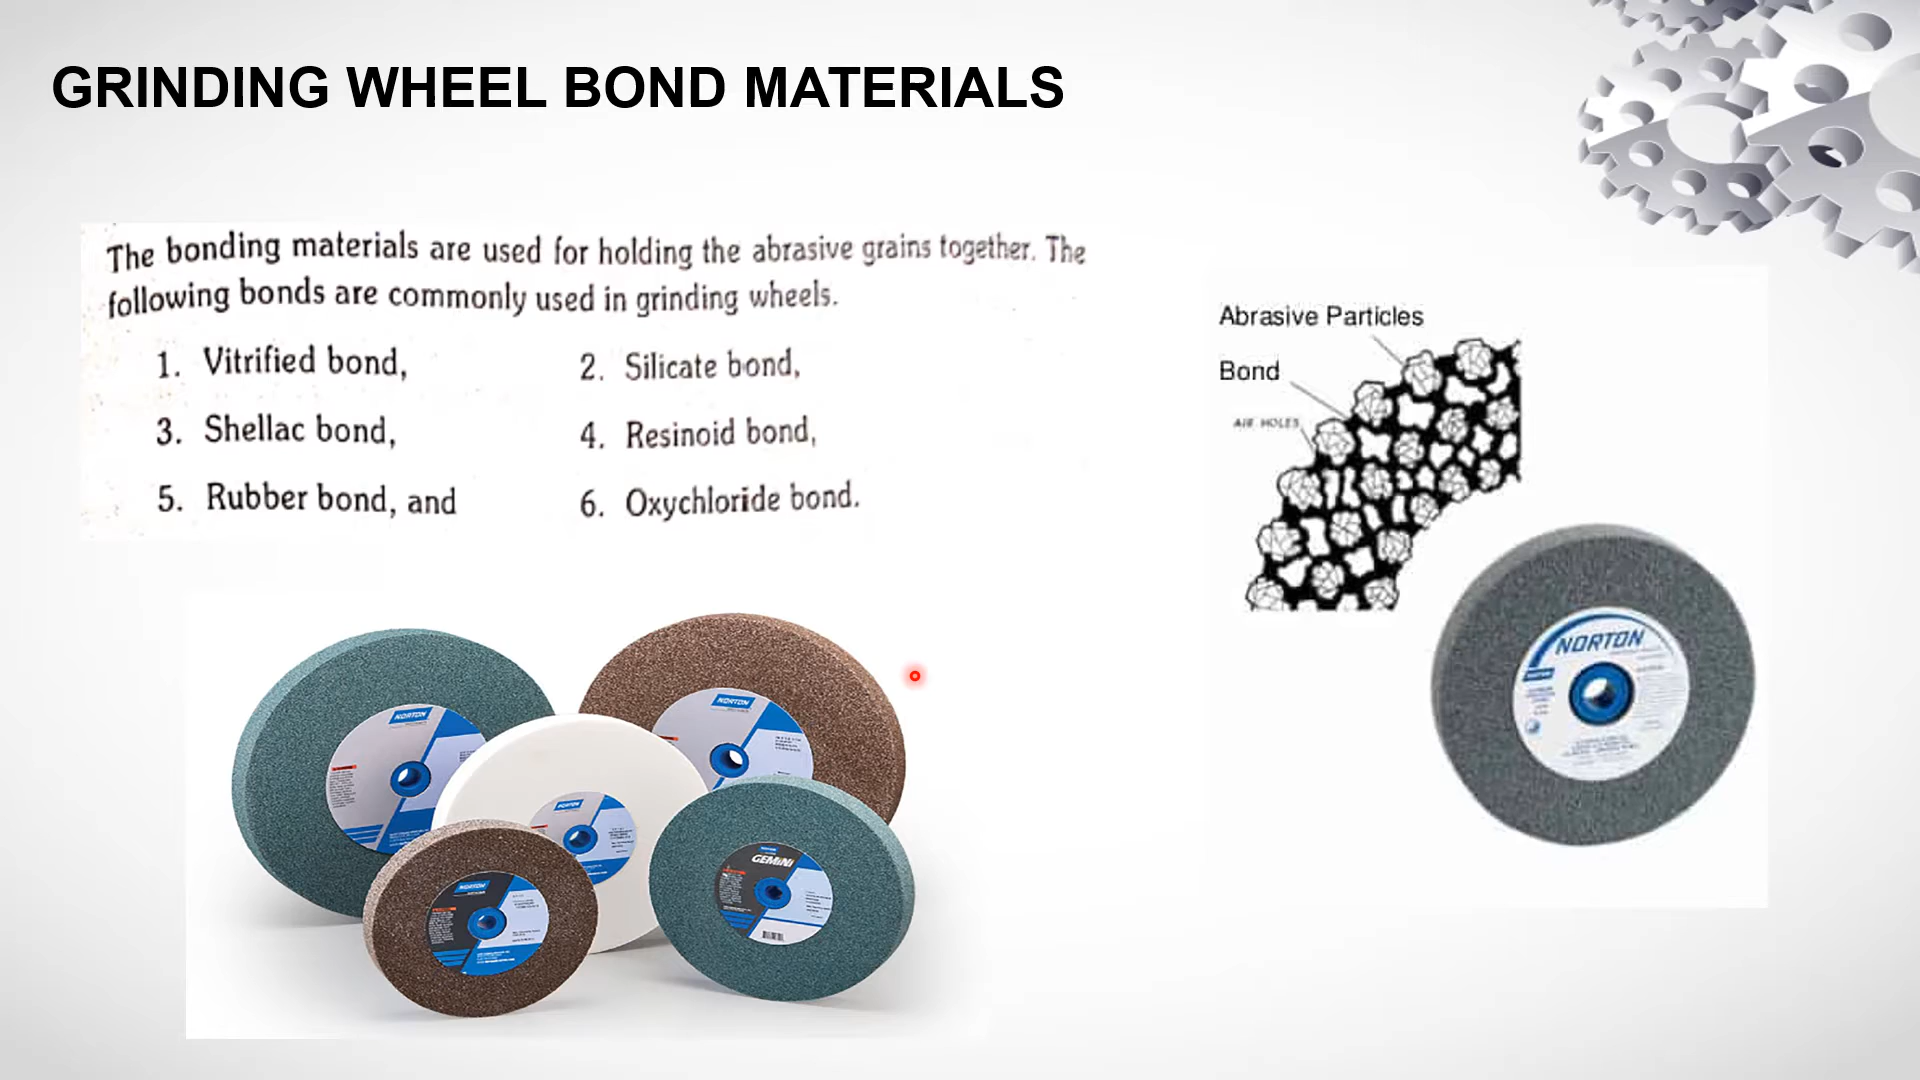 GRINDING WHEEL BOND MATERIALS
The bonding materials are used for holding the abrasive grains together. The
following bonds are commonly used in grinding wheels.
1. Vitrified bond,
2. Silicate bond,
3. Shellac bond,
4. Resinoid bond,
5. Rubber bond, and
6. Oxychloride bond.
Abrasive Particles
Bond
AIR HOLES
NORTON
NORTON
NORTON
NORTON
NORTON
GEMINI